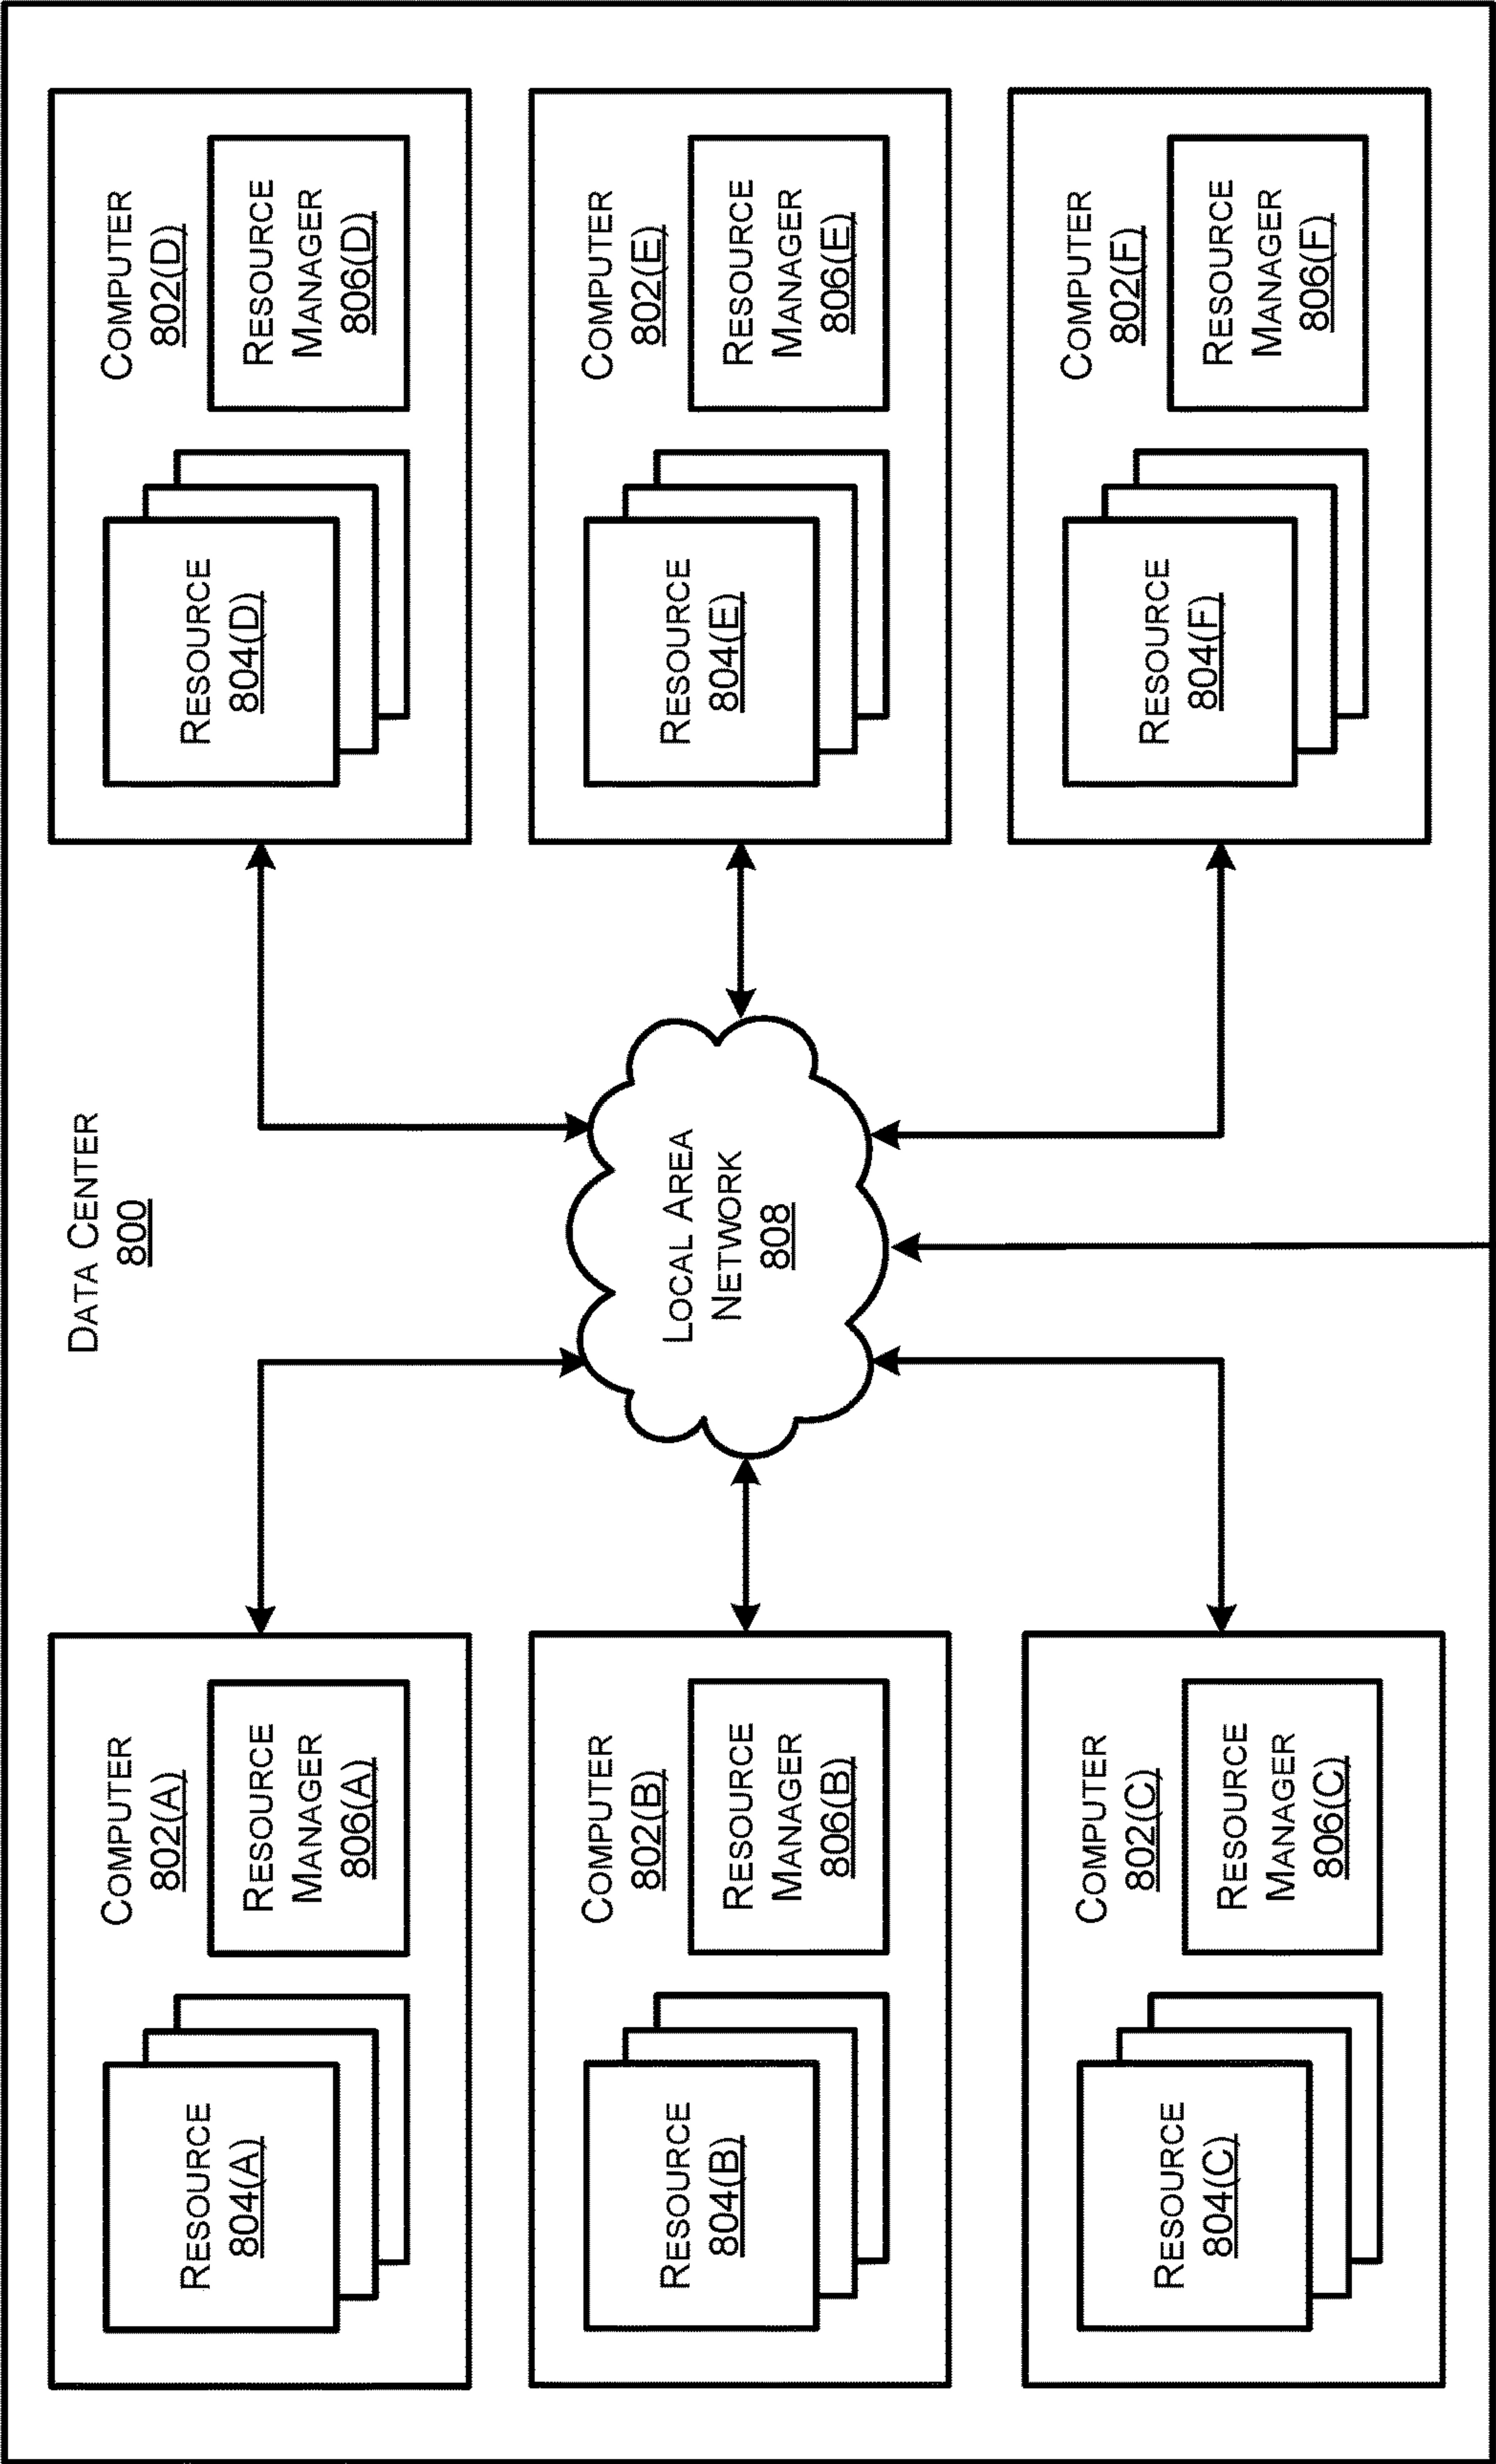 DATA CENTER
800
COMPUTER
802(A)
RESOURCE
804(A)
RESOURCE
MANAGER
806(A)
COMPUTER
802(D)
RESOURCE
804(D)
RESOURCE
MANAGER
806(D)
COMPUTER
802(B)
RESOURCE
804(B)
RESOURCE
MANAGER
806(B)
LOCAL AREA
NETWORK
808
COMPUTER
802(E)
RESOURCE
804(E)
RESOURCE
MANAGER
806(E)
COMPUTER
802(C)
RESOURCE
804(C)
RESOURCE
MANAGER
806(C)
COMPUTER
802(F)
RESOURCE
804(F)
RESOURCE
MANAGER
806(F)